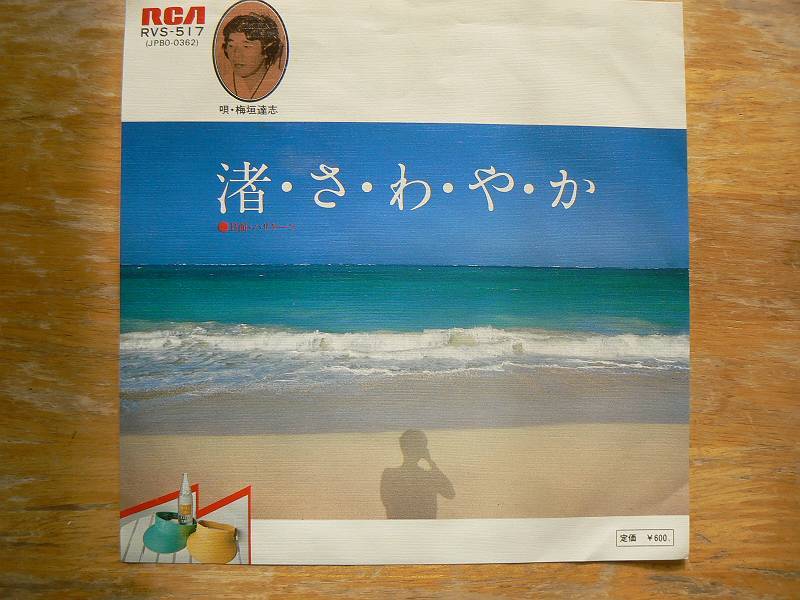 RCA
RVS-517
(JPBO-0362)
唄・梅垣達志
渚・さ・わ・や・か
定価 ¥600.